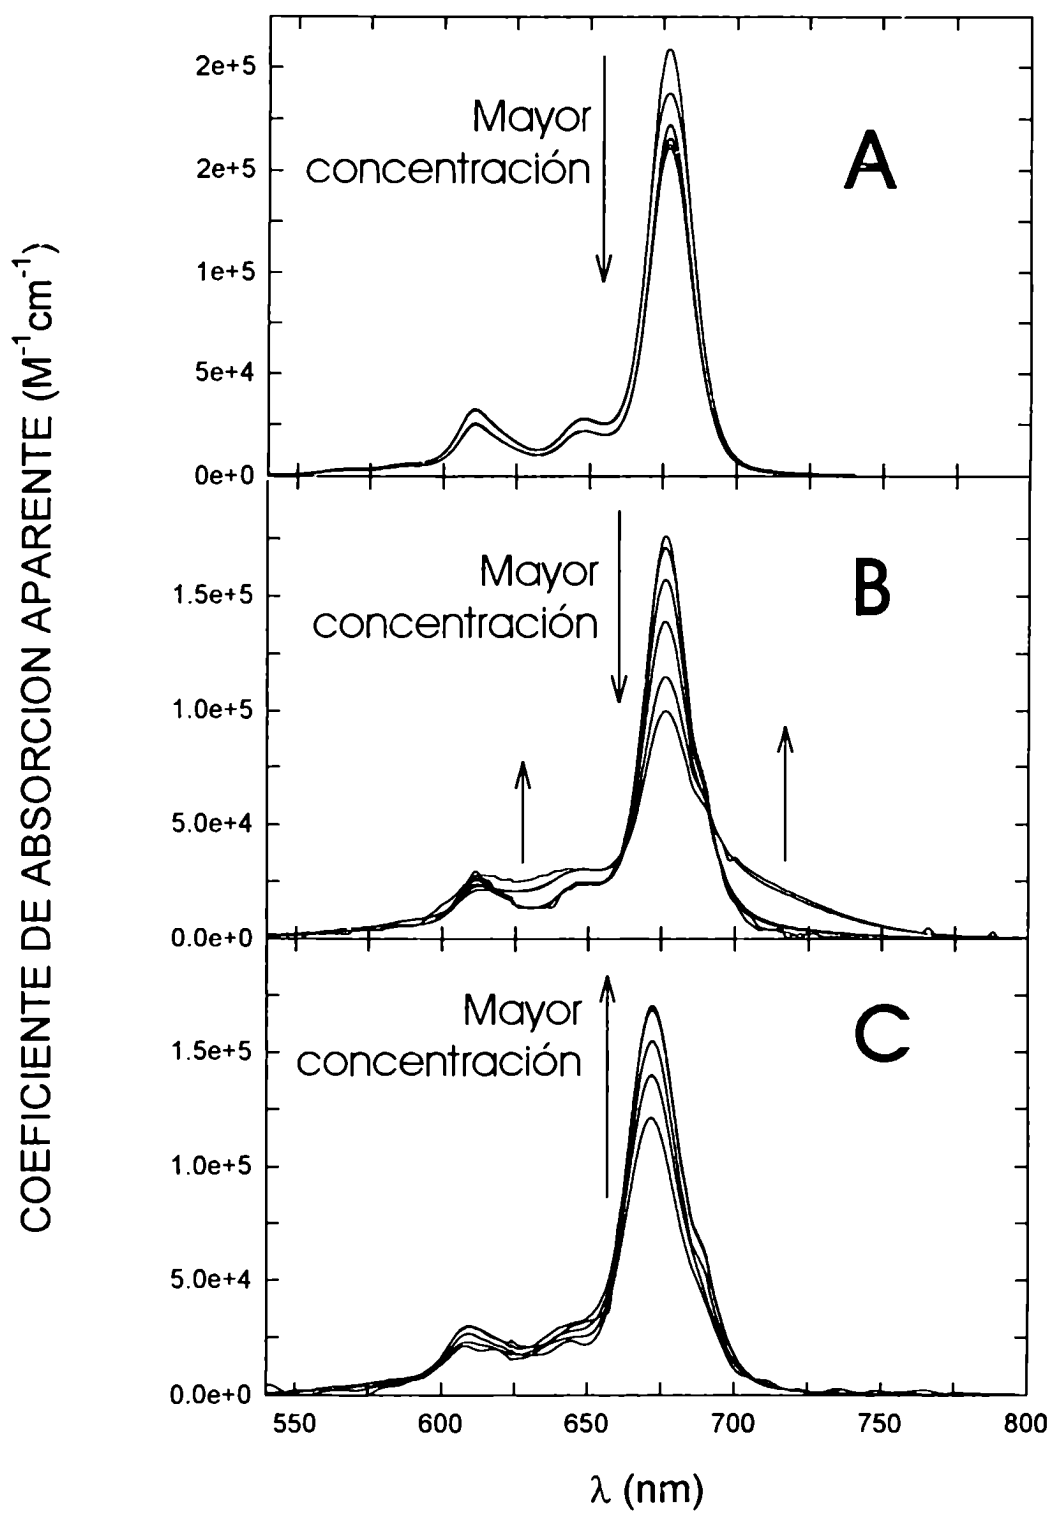 COEFICIENTE DE ABSORCION APARENTE (M⁻¹cm⁻¹)
2e+5
2e+5
1e+5
5e+4
0e+0
Mayor
concentración
A
1.5e+5
1.0e+5
5.0e+4
0.0e+0
Mayor
concentración
B
1.5e+5
1.0e+5
5.0e+4
0.0e+0
Mayor
concentración
C
550 600 650 700 750 800
λ (nm)